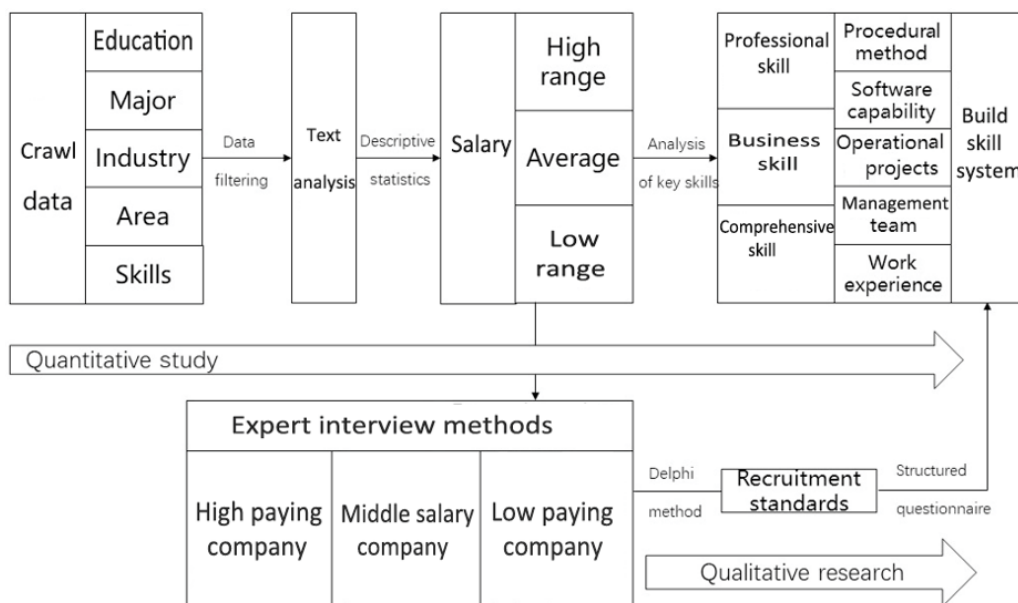 Crawl
data
Education
Major
Industry
Area
Skills
Data
filtering
Text
analysis
Descriptive
statistics
Salary
High
range
Average
Low
range
Analysis
of key skills
Professional
skill
Business
skill
Comprehensive
skill
Procedural
method
Software
capability
Operational
projects
Management
team
Work
experience
Build
skill
system
Quantitative study
Expert interview methods
High paying
company
Middle salary
company
Low paying
company
Delphi
method
Recruitment
standards
Structured
questionnaire
Qualitative research